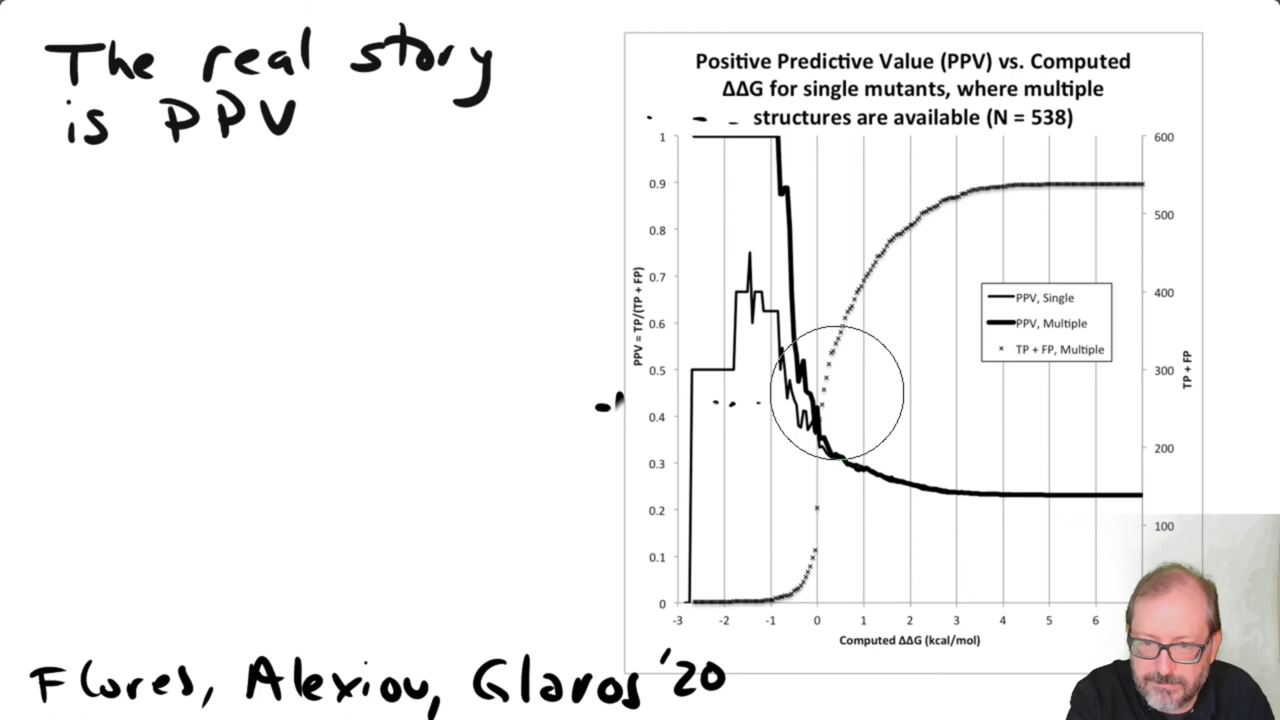 The real story
is PPV
Positive Predictive Value (PPV) vs. Computed
ΔΔG for single mutants, where multiple
structures are available (N = 538)
1
0.9
0.8
0.7
0.6
0.5
0.4
0.3
0.2
0.1
0
PPV = TP/(TP + FP)
600
500
400
300
200
100
TP + FP
PPV, Single
PPV, Multiple
TP + FP, Multiple
-3 -2 -1 0 1 2 3 4 5 6
Computed ΔΔG (kcal/mol)
Flores, Alexiou, Glaros '20